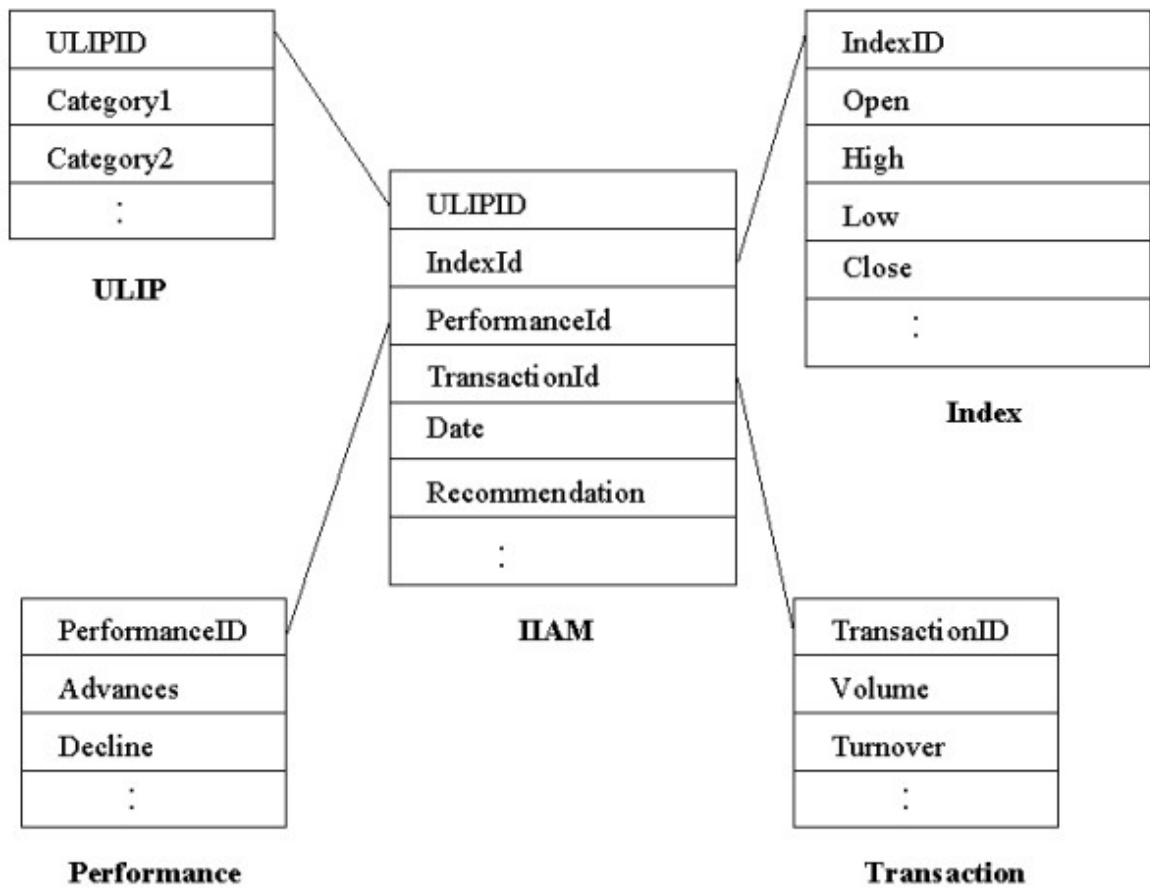 ULIPID
Category1
Category2
:
ULIP
IndexID
Open
High
Low
Close
:
Index
ULIPID
IndexId
PerformanceId
TransactionId
Date
Recommendation
:
IIAM
PerformanceID
Advances
Decline
:
Performance
TransactionID
Volume
Turnover
:
Transaction